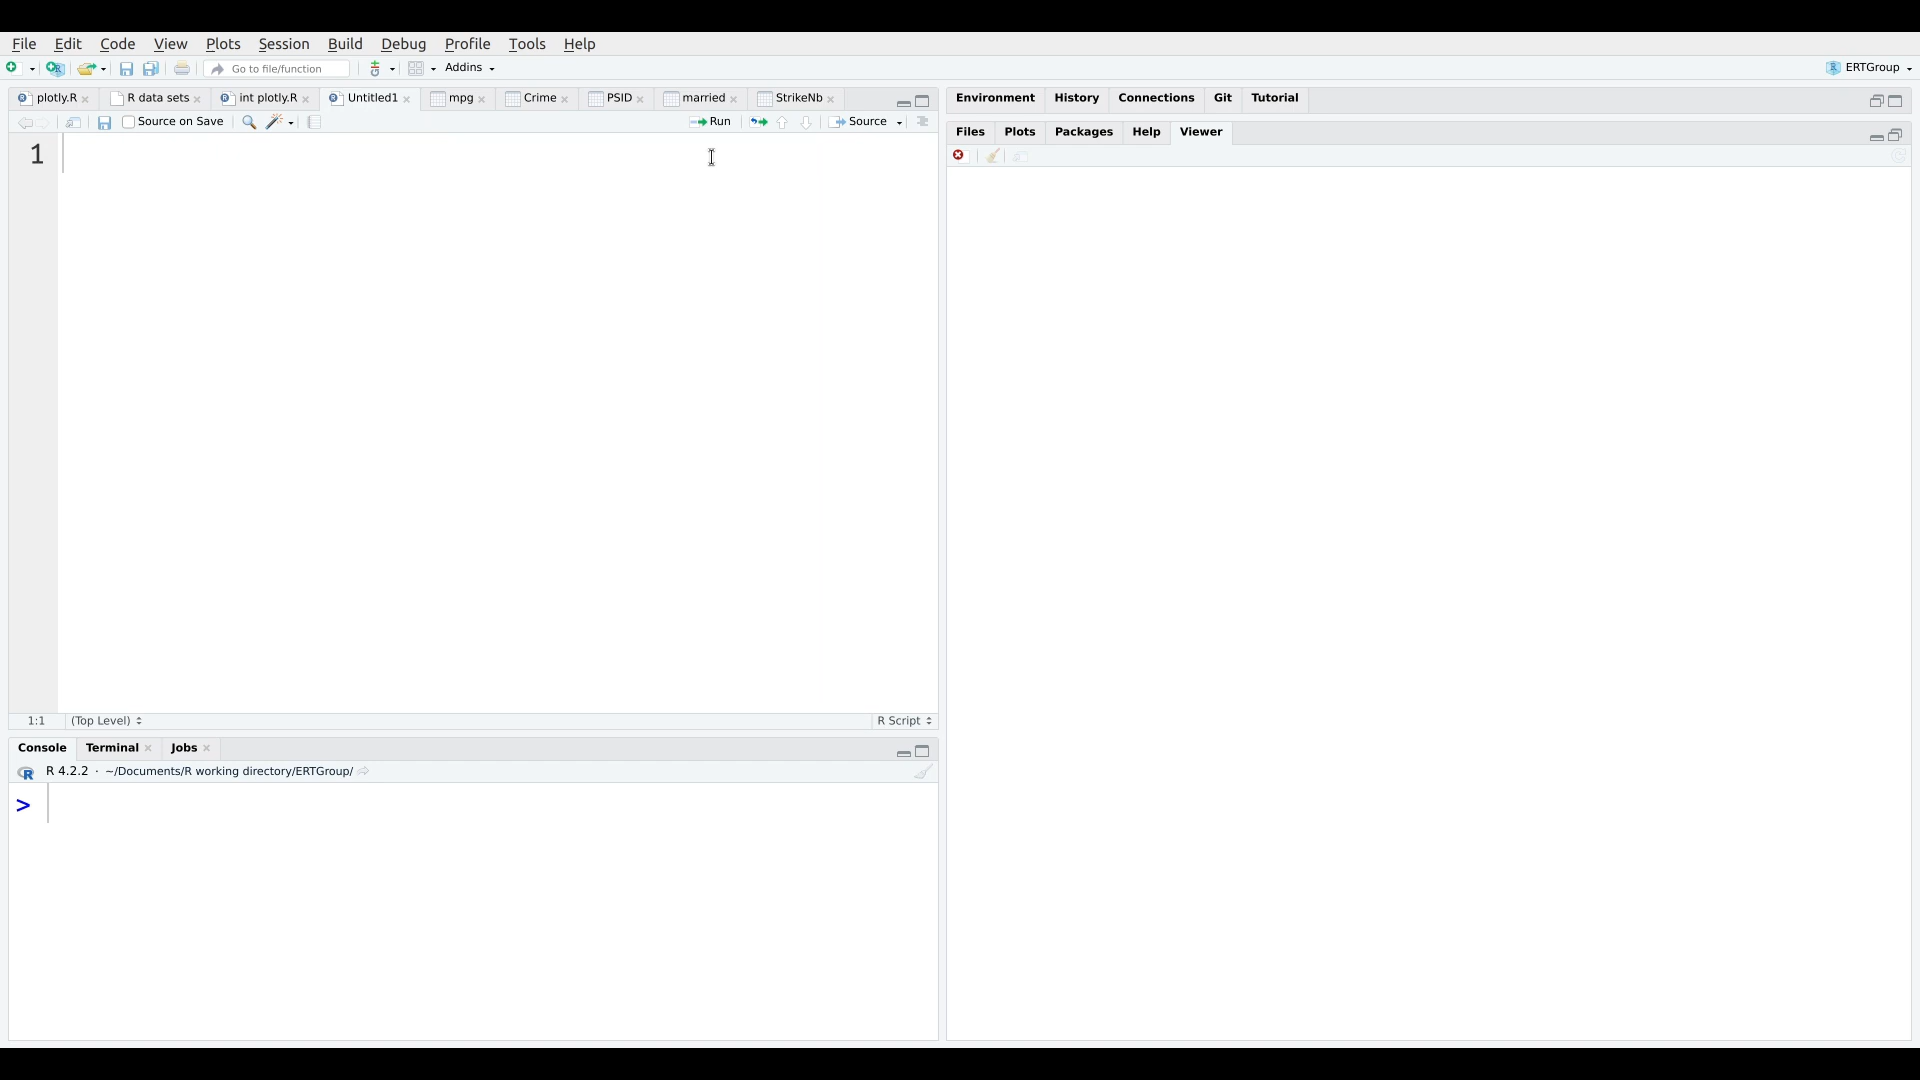 File Edit Code View Plots Session Build Debug Profile Tools Help
Go to file/function Addins ERTGroup
plotly.R R data sets int plotly.R Untitled1 mpg Crime PSID married StrikeNb
Source on Save Run Source
1
1:1 (Top Level) R Script
Console Terminal Jobs
R 4.2.2 · ~/Documents/R working directory/ERTGroup/
>
Environment History Connections Git Tutorial
Files Plots Packages Help Viewer